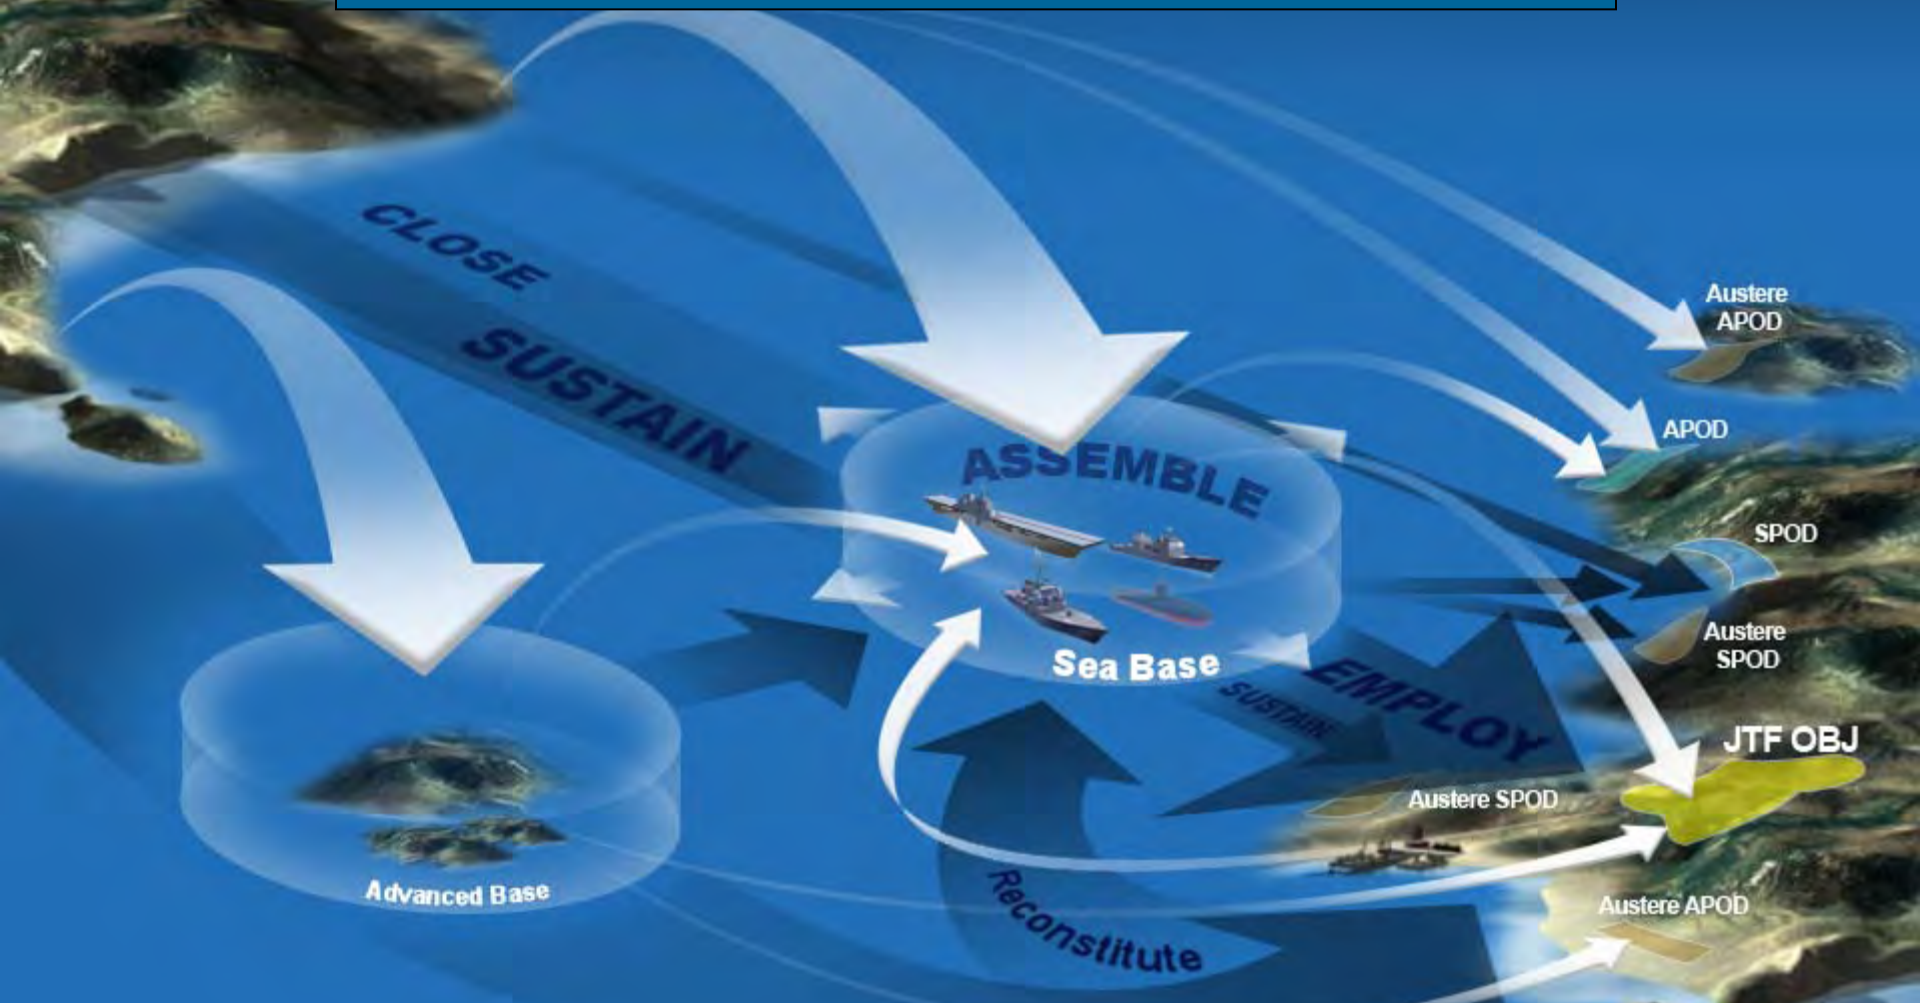 CLOSE
SUSTAIN
Austere
APOD
APOD
ASSEMBLE
SPOD
Austere
SPOD
Sea Base
SUSTAIN
EMPLOY
JTF OBJ
Austere SPOD
Advanced Base
Reconstitute
Austere APOD